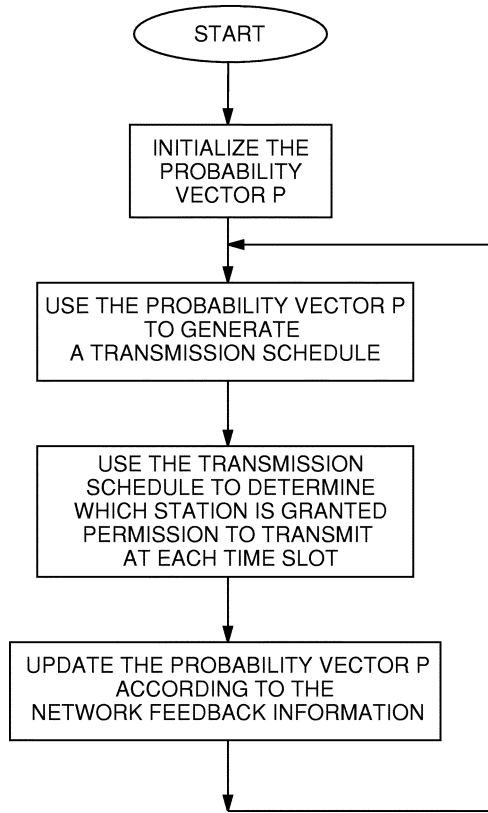 START
INITIALIZE THE
PROBABILITY
VECTOR P
USE THE PROBABILITY VECTOR P
TO GENERATE
A TRANSMISSION SCHEDULE
USE THE TRANSMISSION
SCHEDULE TO DETERMINE
WHICH STATION IS GRANTED
PERMISSION TO TRANSMIT
AT EACH TIME SLOT
UPDATE THE PROBABILITY VECTOR P
ACCORDING TO THE
NETWORK FEEDBACK INFORMATION